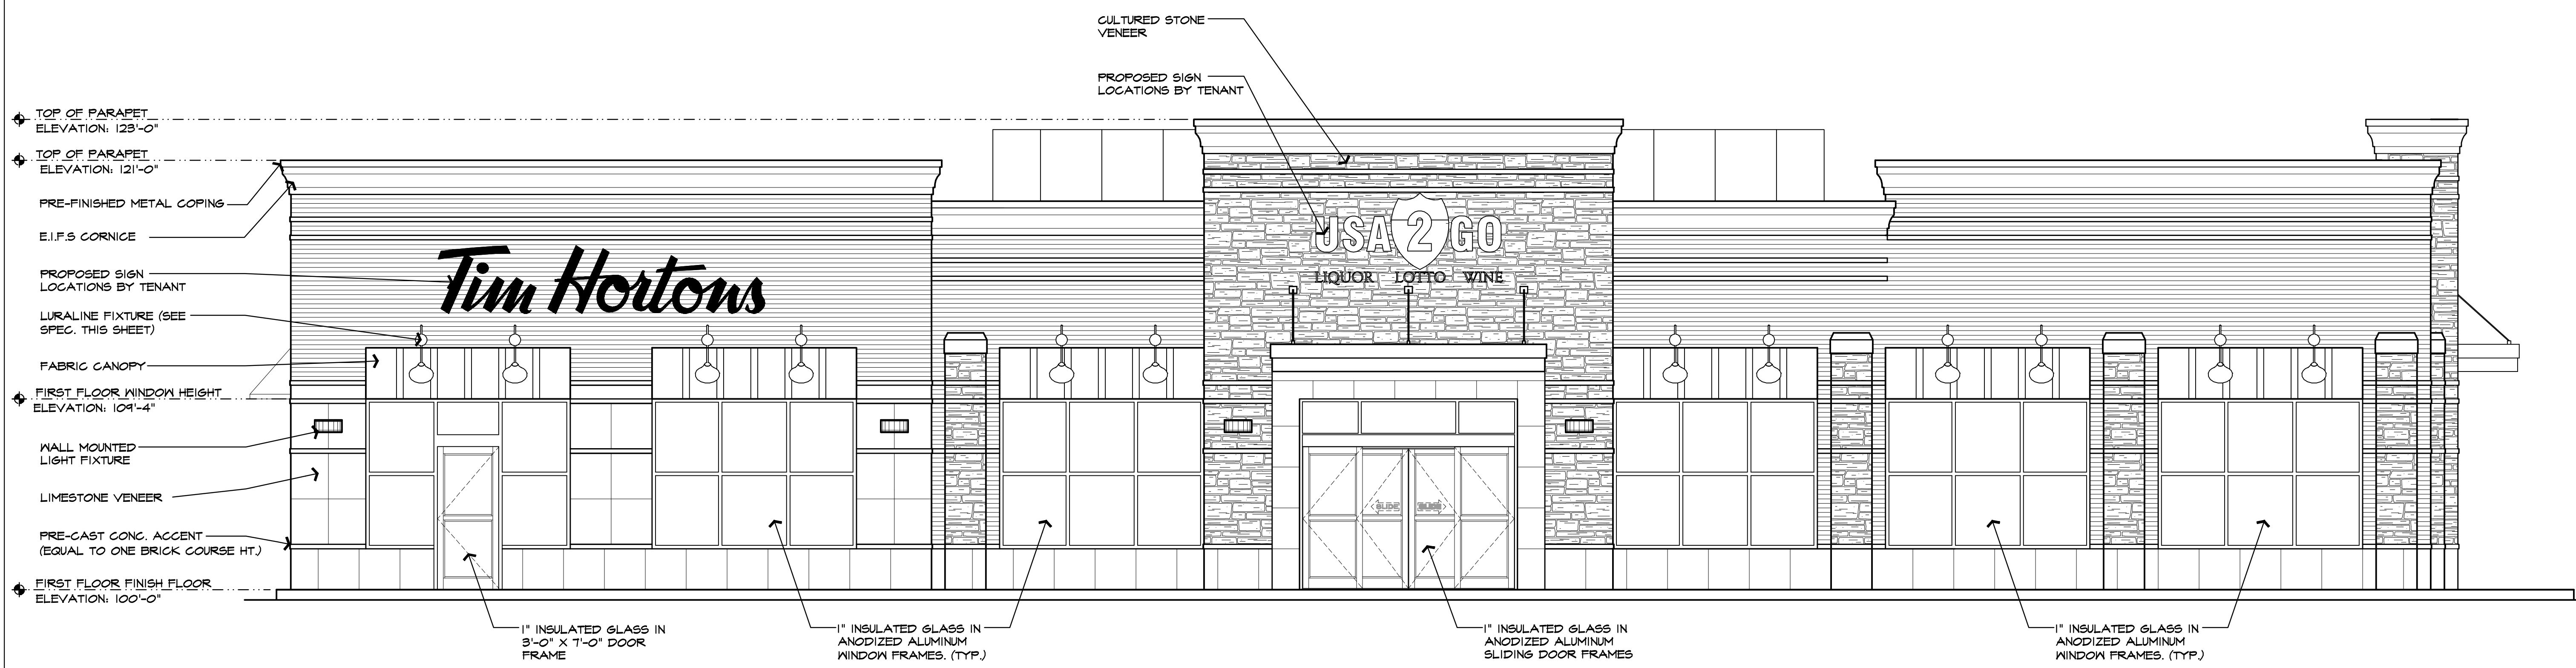 CULTURED STONE
VENEER
PROPOSED SIGN
LOCATIONS BY TENANT
TOP OF PARAPET
ELEVATION: 123'-0"
TOP OF PARAPET
ELEVATION: 121'-0"
PRE-FINISHED METAL COPING
E.I.F.S CORNICE
PROPOSED SIGN
LOCATIONS BY TENANT
LURALINE FIXTURE (SEE
SPEC. THIS SHEET)
FABRIC CANOPY
FIRST FLOOR WINDOW HEIGHT
ELEVATION: 109'-4"
WALL MOUNTED
LIGHT FIXTURE
LIMESTONE VENEER
PRE-CAST CONC. ACCENT
(EQUAL TO ONE BRICK COURSE HT.)
FIRST FLOOR FINISH FLOOR
ELEVATION: 100'-0"
Tim Hortons
USA 2 GO
LIQUOR LOTTO WINE
SLIDE SLIDE
1" INSULATED GLASS IN
3'-0" X 7'-0" DOOR
FRAME
1" INSULATED GLASS IN
ANODIZED ALUMINUM
WINDOW FRAMES. (TYP.)
1" INSULATED GLASS IN
ANODIZED ALUMINUM
SLIDING DOOR FRAMES
1" INSULATED GLASS IN
ANODIZED ALUMINUM
WINDOW FRAMES. (TYP.)